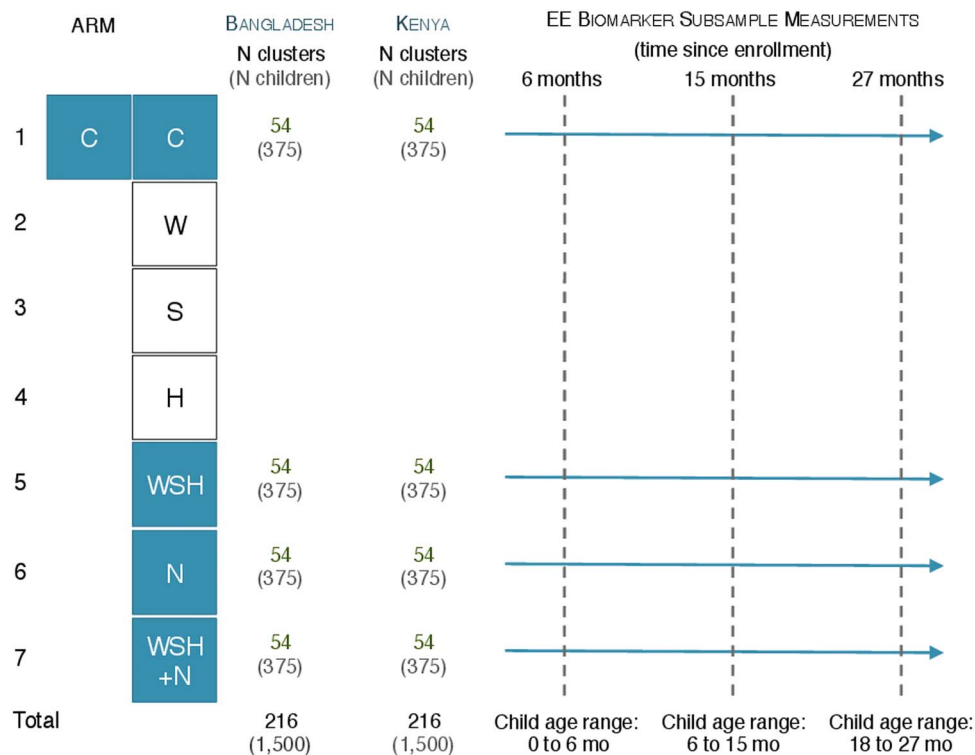 ARM
BANGLADESH
KENYA
EE BIOMARKER SUBSAMPLE MEASUREMENTS
N clusters
N clusters
(time since enrollment)
(N children)
(N children)
6 months
15 months
27 months
1
C
C
54
54
(375)
(375)
2
W
3
S
4
H
5
WSH
54
54
(375)
(375)
6
N
54
54
(375)
(375)
7
WSH
+N
54
54
(375)
(375)
Total
216
216
(1,500)
(1,500)
Child age range:
0 to 6 mo
Child age range:
6 to 15 mo
Child age range:
18 to 27 mo